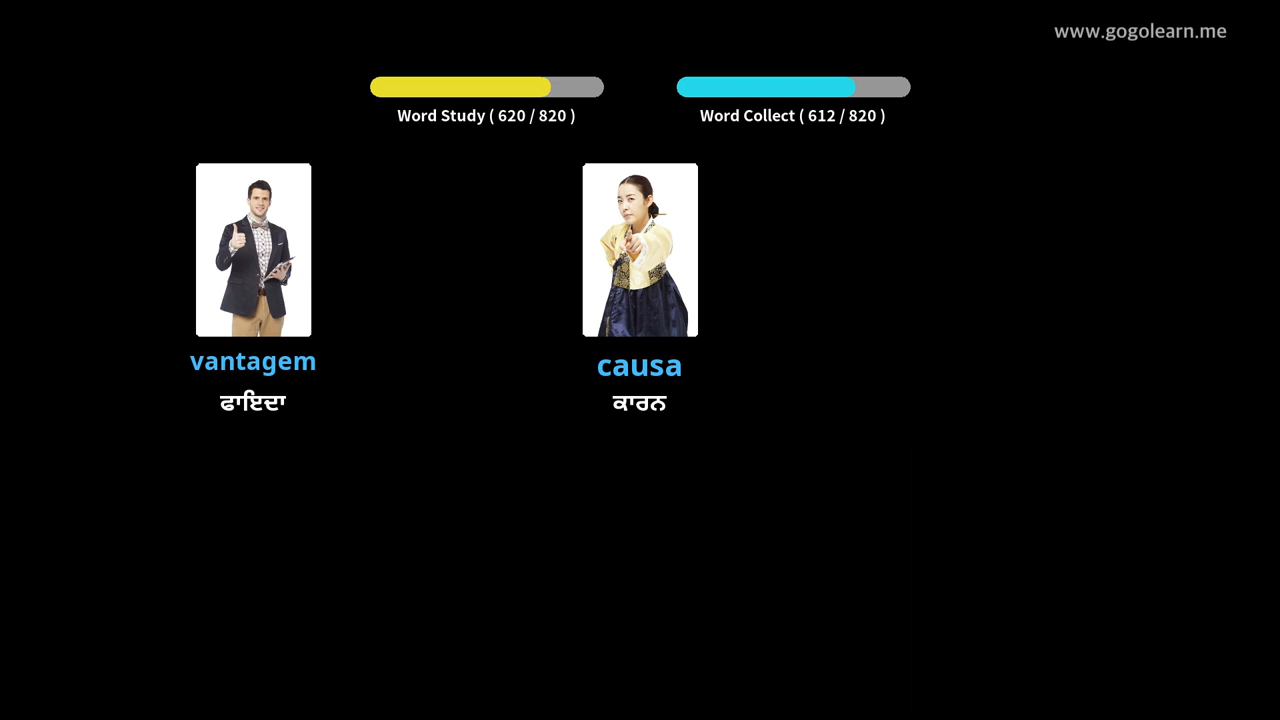 www.gogolearn.me
Word Study ( 620 / 820 )
Word Collect ( 612 / 820 )
vantagem
ਫਾਇਦਾ
causa
ਕਾਰਨ